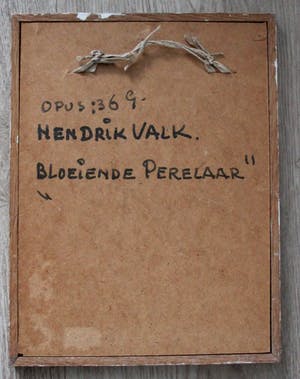 OPUS:369.
HENDRIK VALK.
„BLOEIENDE PERELAAR"